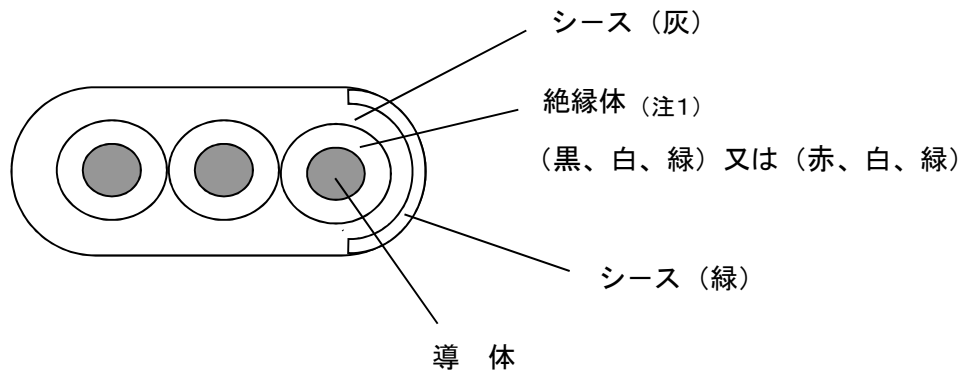 シース（灰）
絶縁体（注1）
（黒、白、緑）又は（赤、白、緑）
シース（緑）
導　体